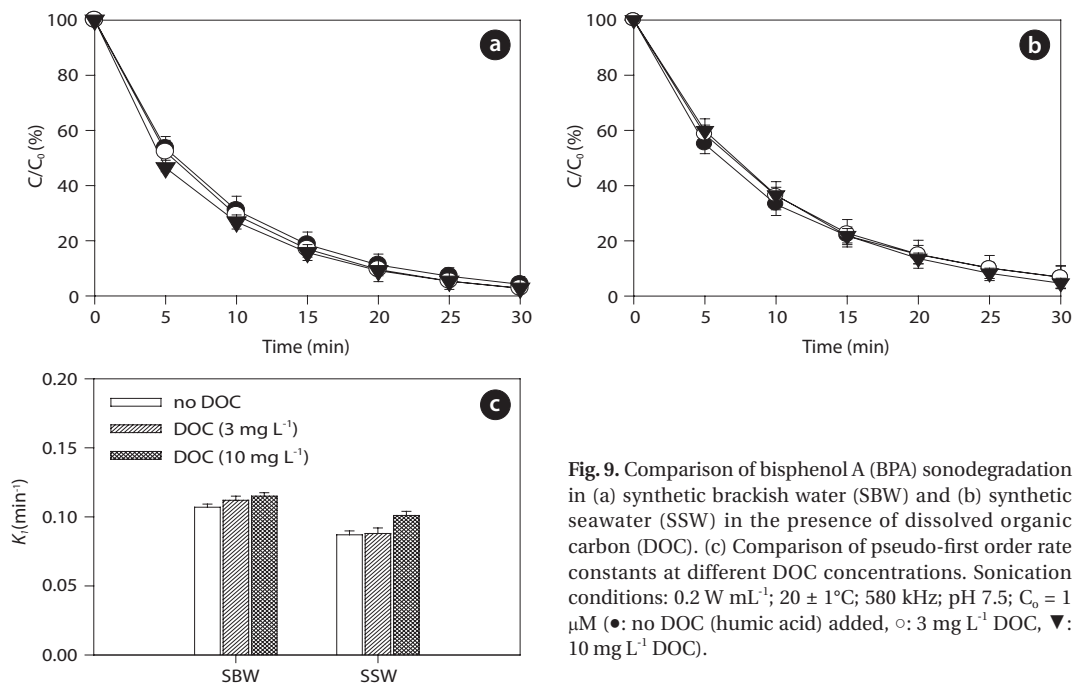 100
80
60
40
20
0
C/C₀ (%)
a
0 5 10 15 20 25 30
Time (min)
100
80
60
40
20
0
C/C₀ (%)
b
0 5 10 15 20 25 30
Time (min)
0.20
0.15
0.10
0.05
0.00
K₁(min⁻¹)
c
no DOC
DOC (3 mg L⁻¹)
DOC (10 mg L⁻¹)
SBW SSW
Fig. 9. Comparison of bisphenol A (BPA) sonodegradation
in (a) synthetic brackish water (SBW) and (b) synthetic
seawater (SSW) in the presence of dissolved organic
carbon (DOC). (c) Comparison of pseudo-first order rate
constants at different DOC concentrations. Sonication
conditions: 0.2 W mL⁻¹; 20 ± 1°C; 580 kHz; pH 7.5; Cₒ = 1
μM (●: no DOC (humic acid) added, ○: 3 mg L⁻¹ DOC, ▼:
10 mg L⁻¹ DOC).